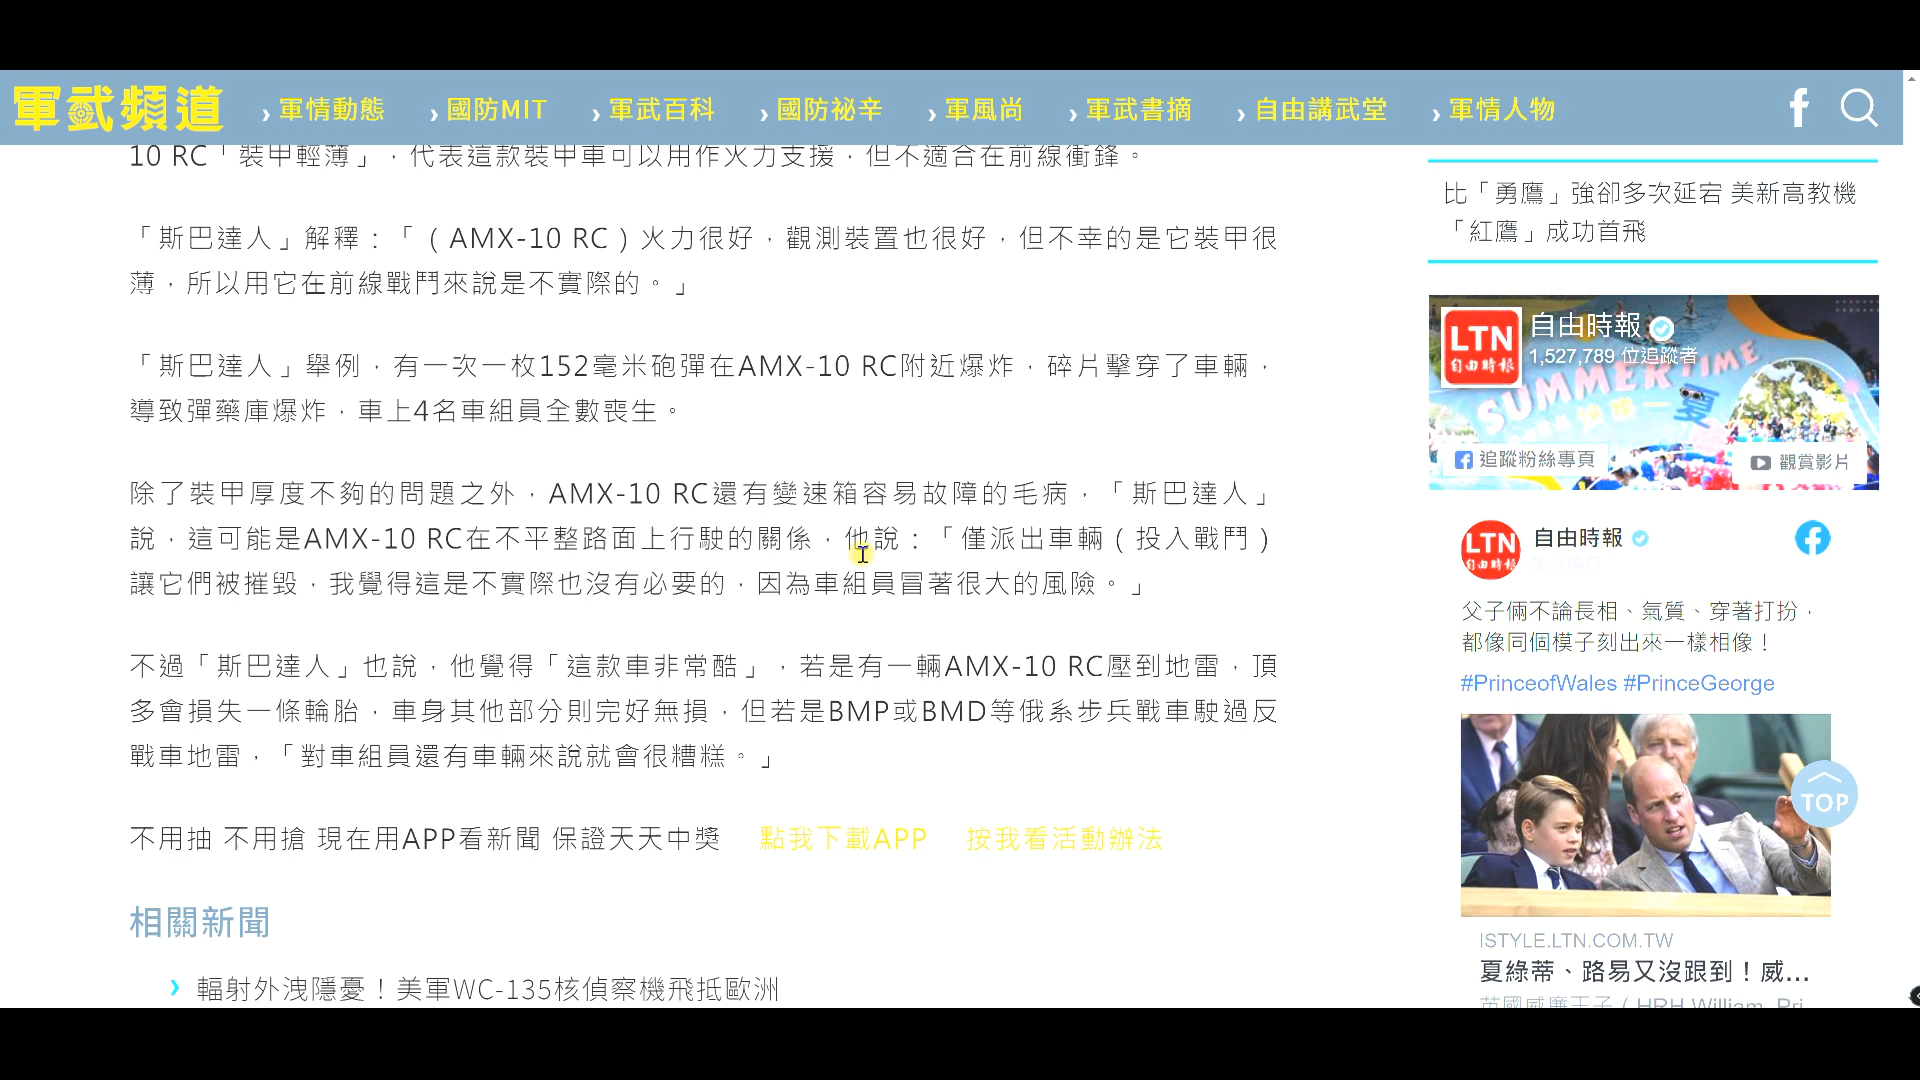 軍武頻道
軍情動態
國防MIT
軍武百科
國防祕辛
軍風尚
軍武書摘
自由講武堂
軍情人物
10 RC「裝甲輕薄」，代表這款裝甲車可以用作火力支援，但不適合在前線衝鋒。
「斯巴達人」解釋：「（AMX-10 RC）火力很好，觀測裝置也很好，但不幸的是它裝甲很
薄，所以用它在前線戰鬥來說是不實際的。」
「斯巴達人」舉例，有一次一枚152毫米砲彈在AMX-10 RC附近爆炸，碎片擊穿了車輛，
導致彈藥庫爆炸，車上4名車組員全數喪生。
除了裝甲厚度不夠的問題之外，AMX-10 RC還有變速箱容易故障的毛病，「斯巴達人」
說，這可能是AMX-10 RC在不平整路面上行駛的關係，他說：「僅派出車輛（投入戰鬥）
讓它們被摧毀，我覺得這是不實際也沒有必要的，因為車組員冒著很大的風險。」
不過「斯巴達人」也說，他覺得「這款車非常酷」，若是有一輛AMX-10 RC壓到地雷，頂
多會損失一條輪胎，車身其他部分則完好無損，但若是BMP或BMD等俄系步兵戰車駛過反
戰車地雷，「對車組員還有車輛來說就會很糟糕。」
不用抽 不用搶 現在用APP看新聞 保證天天中獎 點我下載APP 按我看活動辦法
相關新聞
輻射外洩隱憂！美軍WC-135核偵察機飛抵歐洲
比「勇鷹」強卻多次延宕 美新高教機
「紅鷹」成功首飛
LTN
自由時報
自由時報
1,527,789 位追蹤者
SUMMERTIME
夏
追蹤粉絲專頁
觀賞影片
LTN
自由時報
自由時報
父子倆不論長相、氣質、穿著打扮，
都像同個模子刻出來一樣相像！
#PrinceofWales #PrinceGeorge
TOP
ISTYLE.LTN.COM.TW
夏綠蒂、路易又沒跟到！威...
英國威廉王子（HRH William, Pri